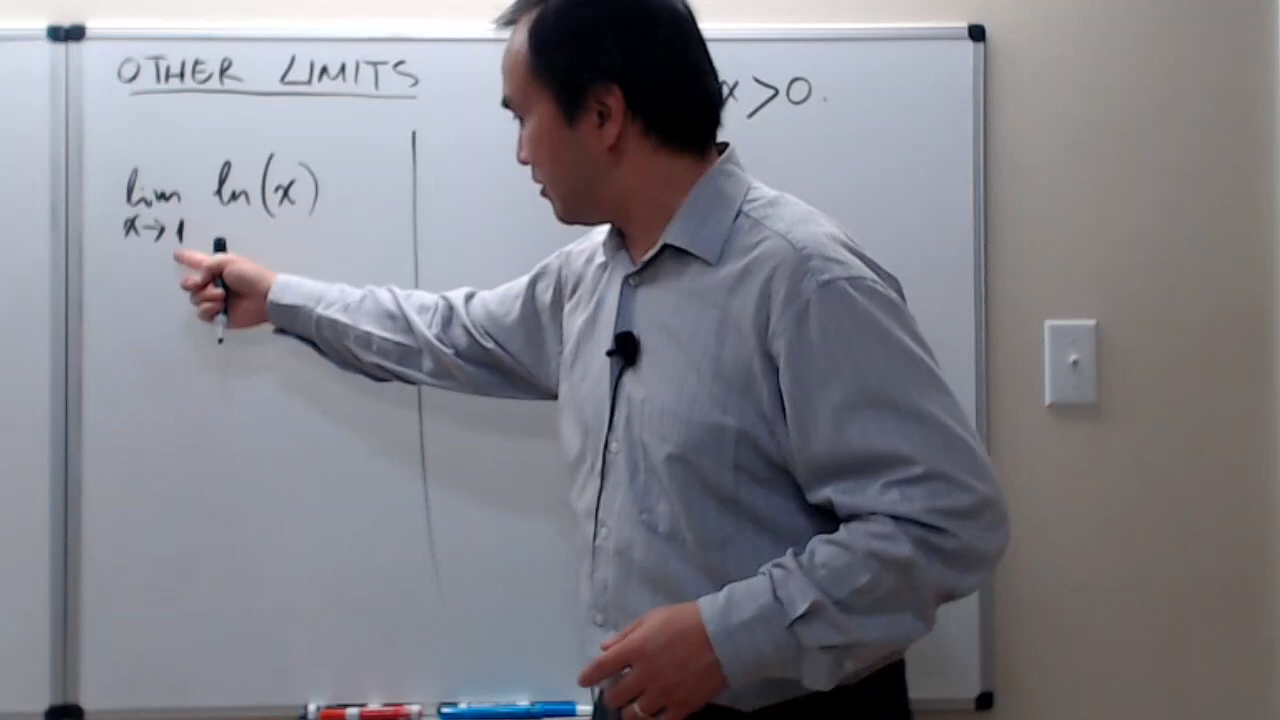 OTHER LIMITS
x>0.
lim ln(x)
x→1